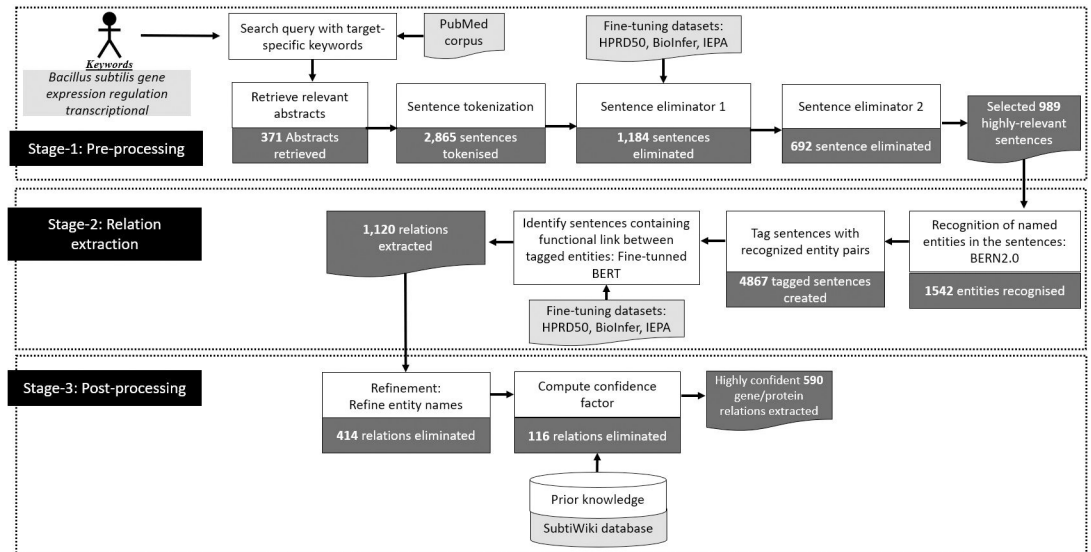 Keywords
Bacillus subtilis gene
expression regulation
transcriptional
Search query with target-
specific keywords
PubMed
corpus
Fine-tuning datasets:
HPRD50, BioInfer, IEPA
Retrieve relevant
abstracts
371 Abstracts
retrieved
Sentence tokenization
2,865 sentences
tokenised
Sentence eliminator 1
1,184 sentences
eliminated
Sentence eliminator 2
692 sentence eliminated
Selected 989
highly-relevant
sentences
Stage-1: Pre-processing
Stage-2: Relation
extraction
Recognition of named
entities in the sentences:
BERN2.0
1542 entities recognised
Tag sentences with
recognized entity pairs
4867 tagged sentences
created
Identify sentences containing
functional link between
tagged entities: Fine-tunned
BERT
Fine-tuning datasets:
HPRD50, BioInfer, IEPA
1,120 relations
extracted
Stage-3: Post-processing
Refinement:
Refine entity names
414 relations eliminated
Compute confidence
factor
116 relations eliminated
Highly confident 590
gene/protein
relations extracted
Prior knowledge
SubtiWiki database